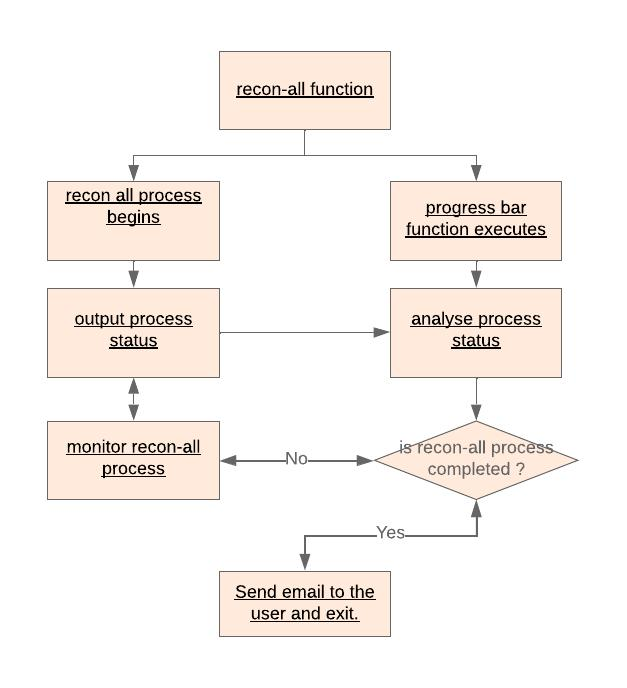 recon-all function
recon all process
begins
progress bar
function executes
output process
status
analyse process
status
monitor recon-all
process
No
is recon-all process
completed ?
Yes
Send email to the
user and exit.